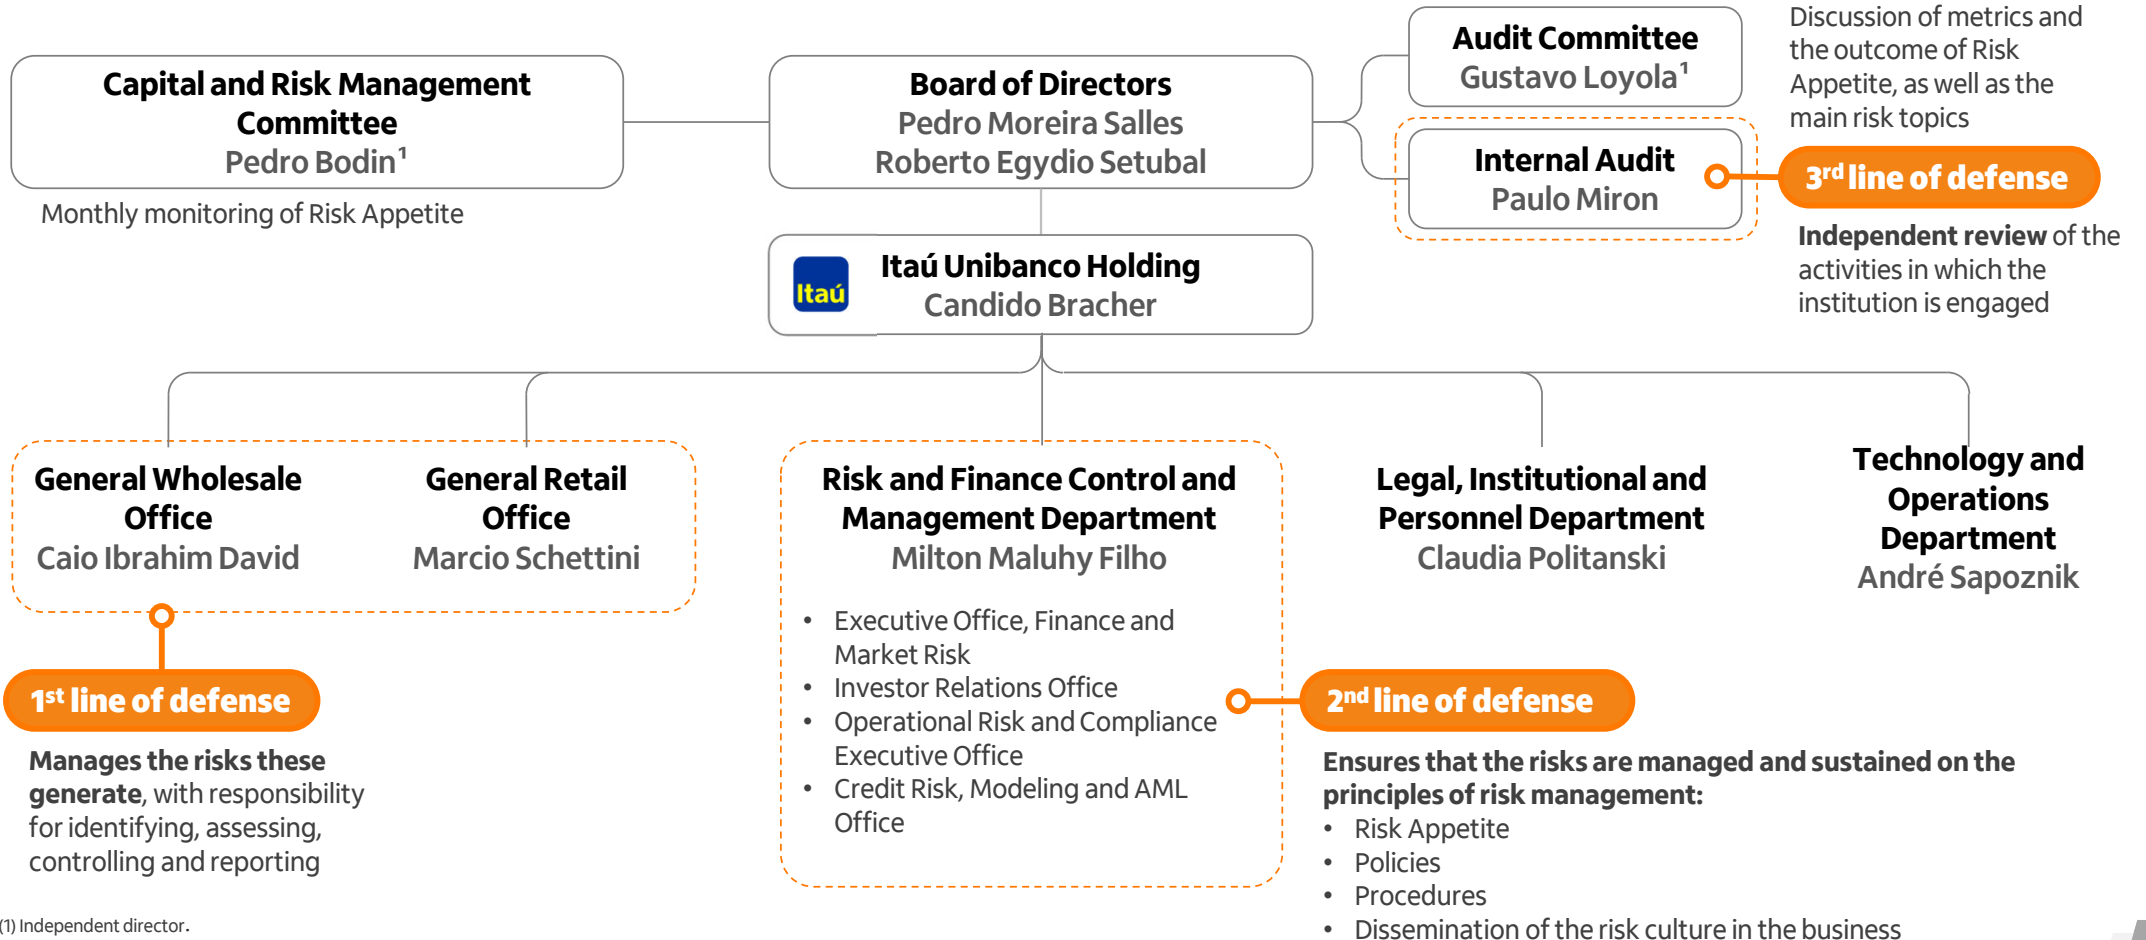 Capital and Risk Management
Committee
Pedro Bodin¹
Monthly monitoring of Risk Appetite
Board of Directors
Pedro Moreira Salles
Roberto Egydio Setubal
Audit Committee
Gustavo Loyola¹
Discussion of metrics and
the outcome of Risk
Appetite, as well as the
main risk topics
Internal Audit
Paulo Miron
3rd line of defense
Independent review of the
activities in which the
institution is engaged
Itaú
Itaú Unibanco Holding
Candido Bracher
General Wholesale
Office
Caio Ibrahim David
General Retail
Office
Marcio Schettini
1st line of defense
Manages the risks these
generate, with responsibility
for identifying, assessing,
controlling and reporting
Risk and Finance Control and
Management Department
Milton Maluhy Filho
• Executive Office, Finance and
Market Risk
• Investor Relations Office
• Operational Risk and Compliance
Executive Office
• Credit Risk, Modeling and AML
Office
2nd line of defense
Ensures that the risks are managed and sustained on the
principles of risk management:
• Risk Appetite
• Policies
• Procedures
• Dissemination of the risk culture in the business
Legal, Institutional and
Personnel Department
Claudia Politanski
Technology and
Operations
Department
André Sapoznik
(1) Independent director.